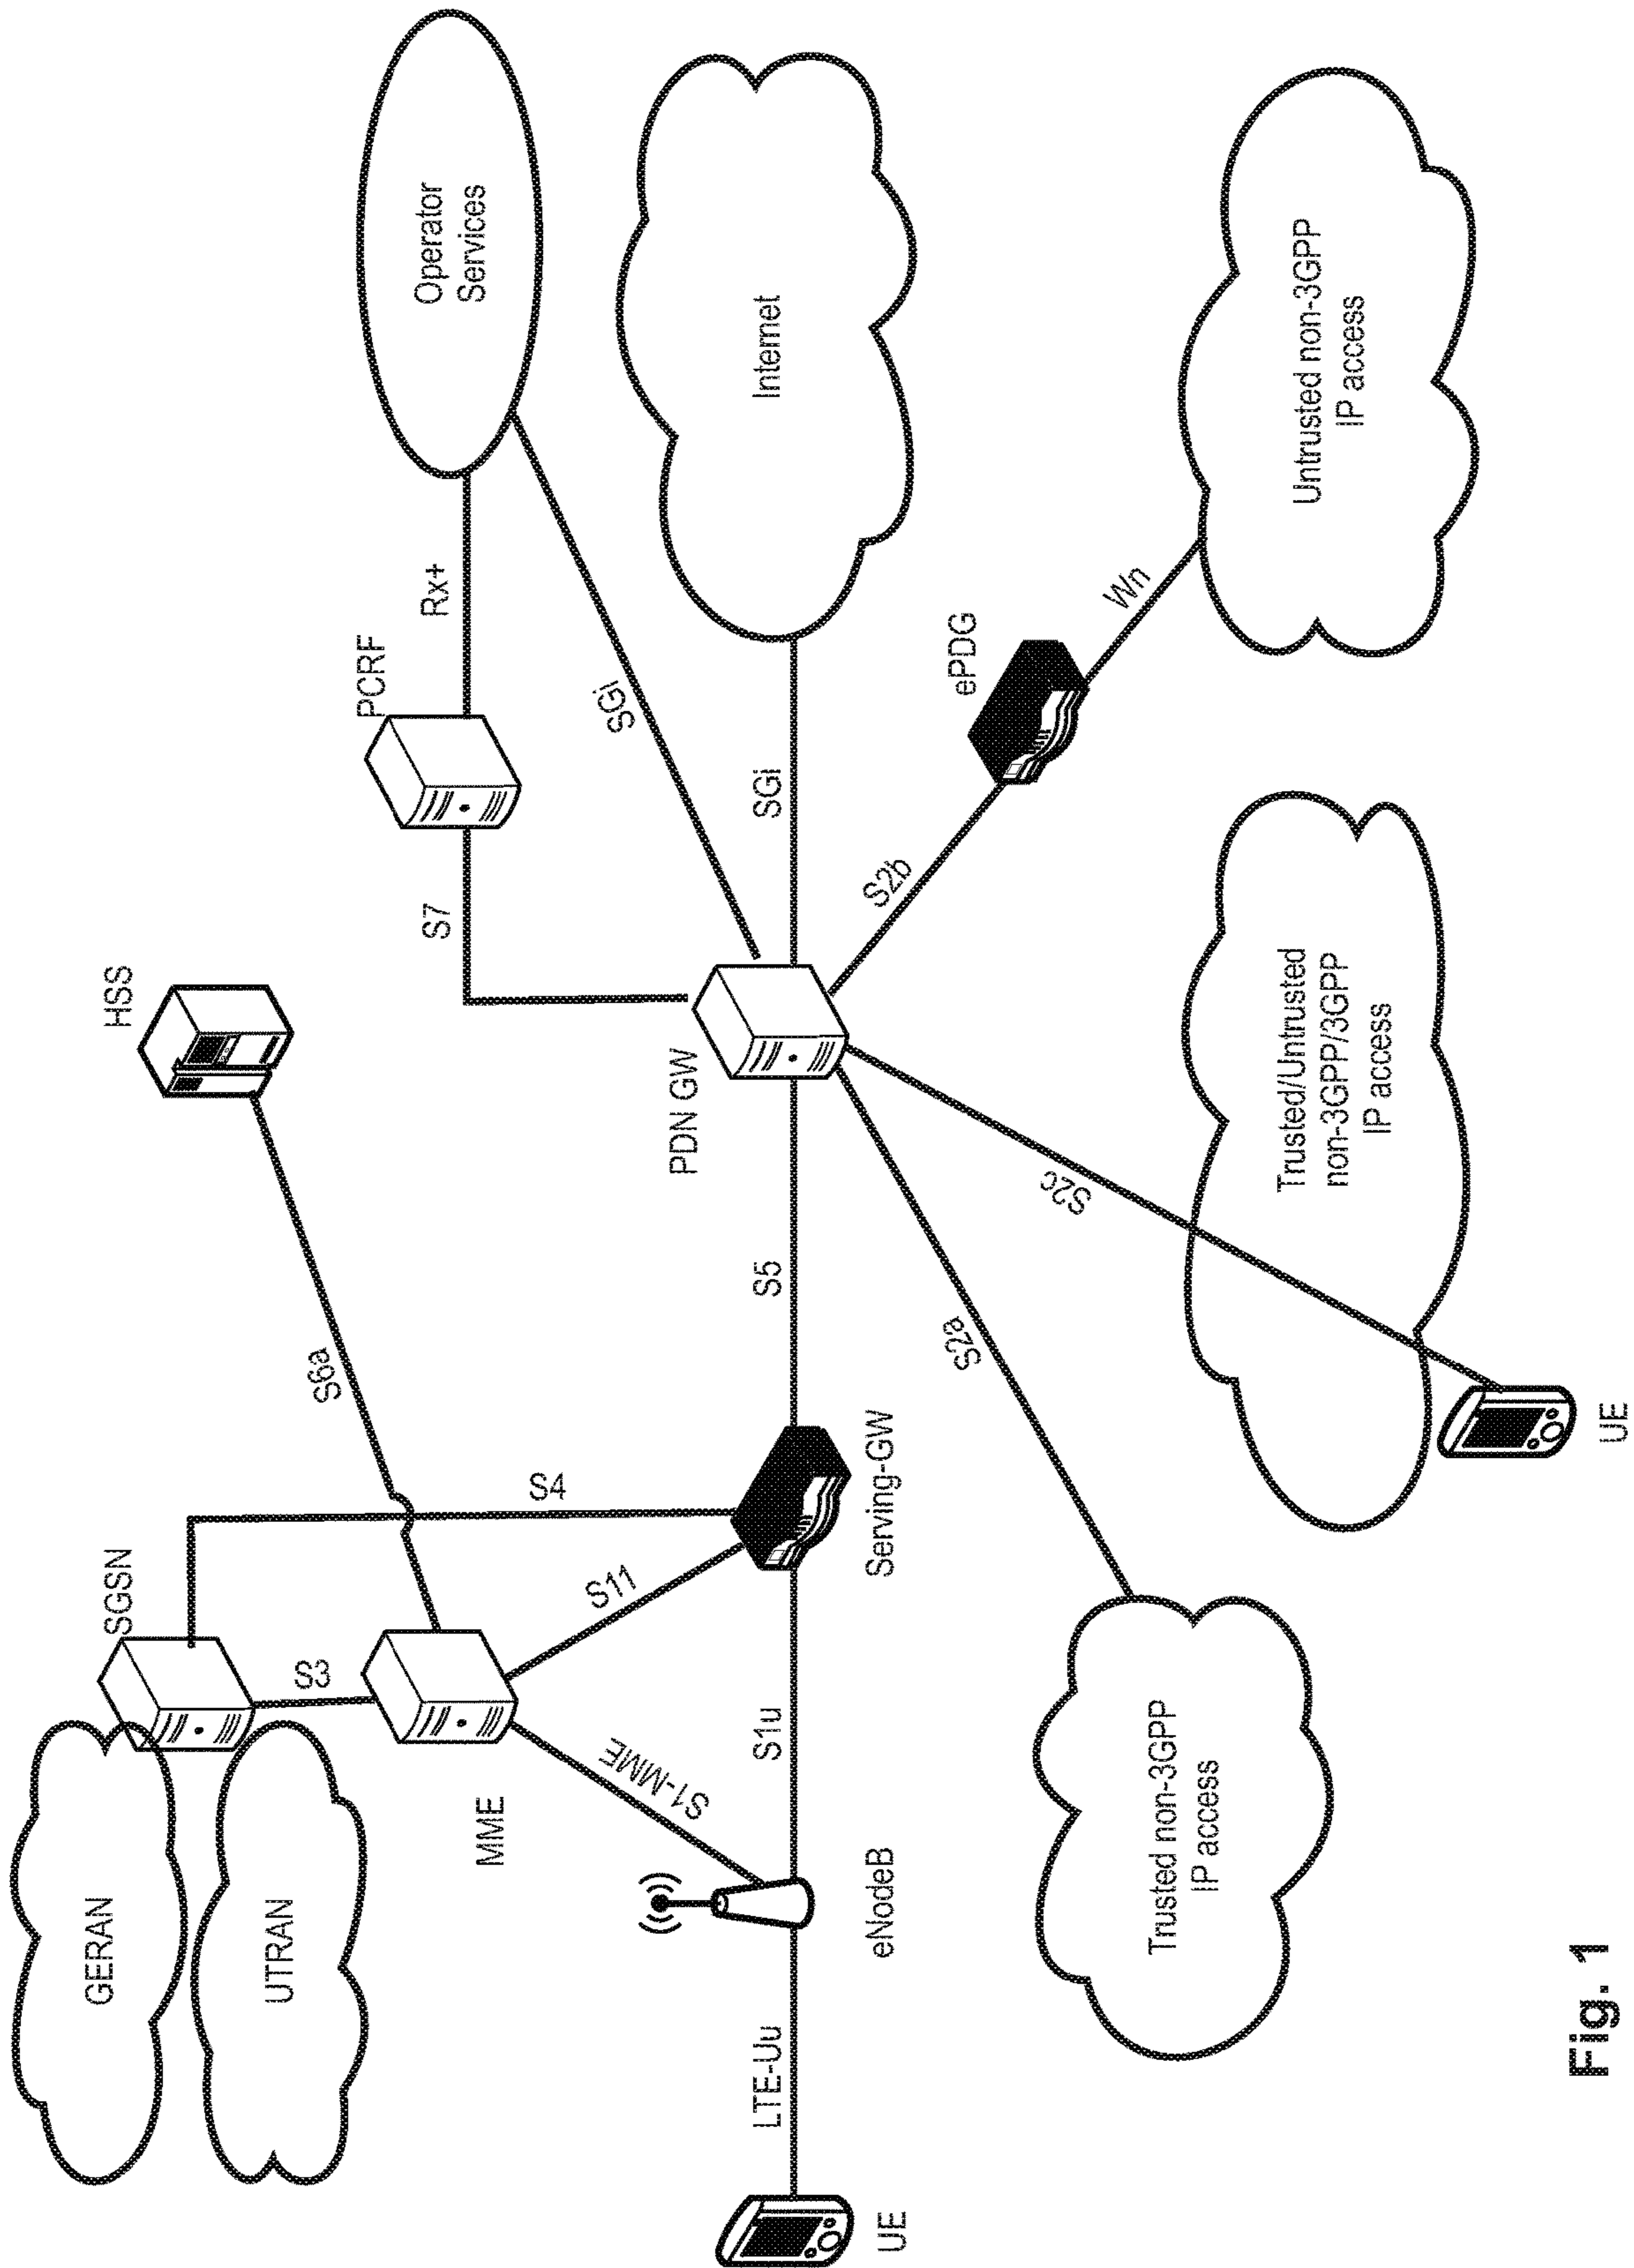 GERAN
SGSN
HSS
UTRAN
S3
S6a
MME
S4
S7
PCRF
Rx+
Operator
Services
S1-MME
S11
SGi
PDN GW
LTE-Uu
S1u
S5
SGi
Internet
UE
eNodeB
Serving-GW
S2b
ePDG
S2a
S2c
Wn
Trusted non-3GPP
IP access
Trusted/Untrusted
non-3GPP/3GPP
IP access
Untrusted non-3GPP
IP access
UE
Fig. 1